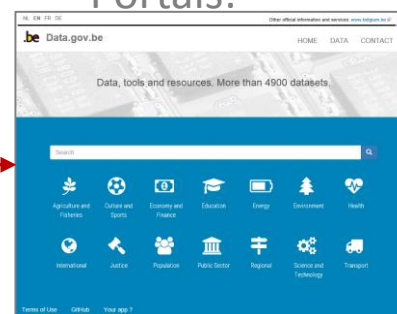 Portals:
NL EN FR DE
Other official information and services: www.belgium.be
.be Data.gov.be
HOME DATA CONTACT
Data, tools and resources. More than 4900 datasets.
Search
Agriculture and Fisheries
Culture and Sports
Economy and Finance
Education
Energy
Environment
Health
International
Justice
Population
Public Sector
Regional
Science and Technology
Transport
Terms of Use GitHub Your app ?